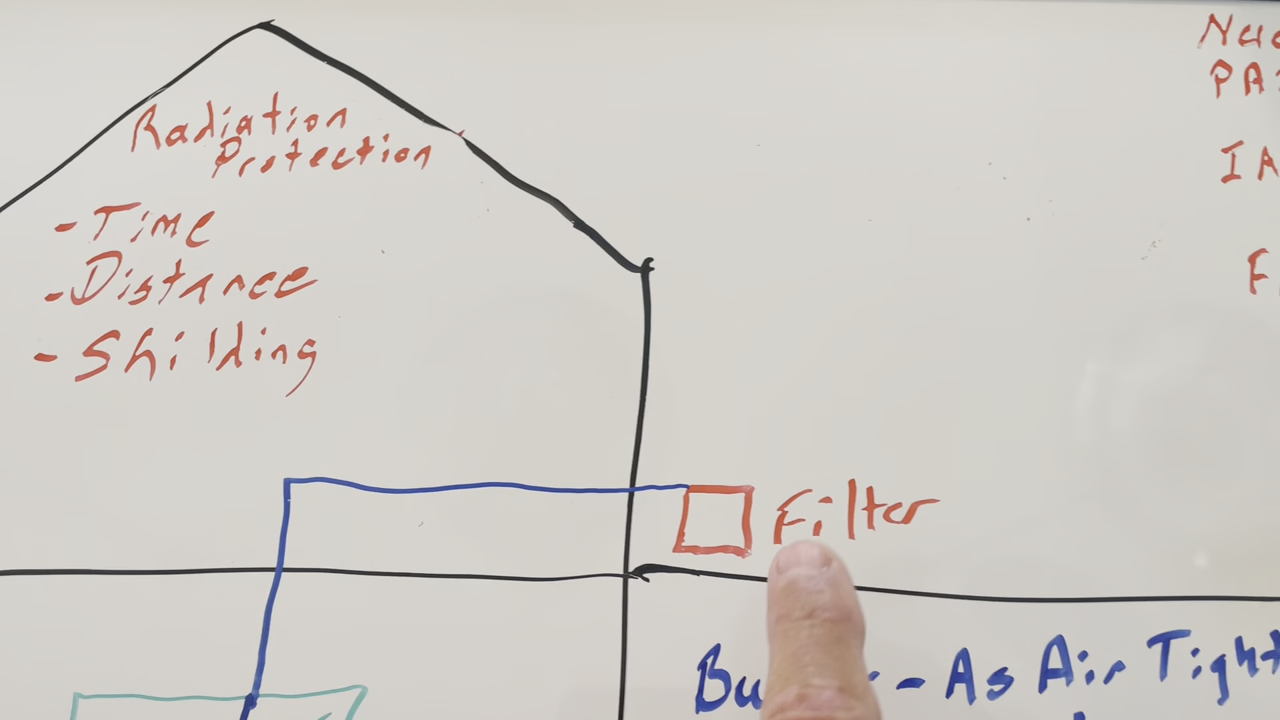 Radiation
Protection
- Time
- Distance
- Shilding
Filter
- As Air Tight